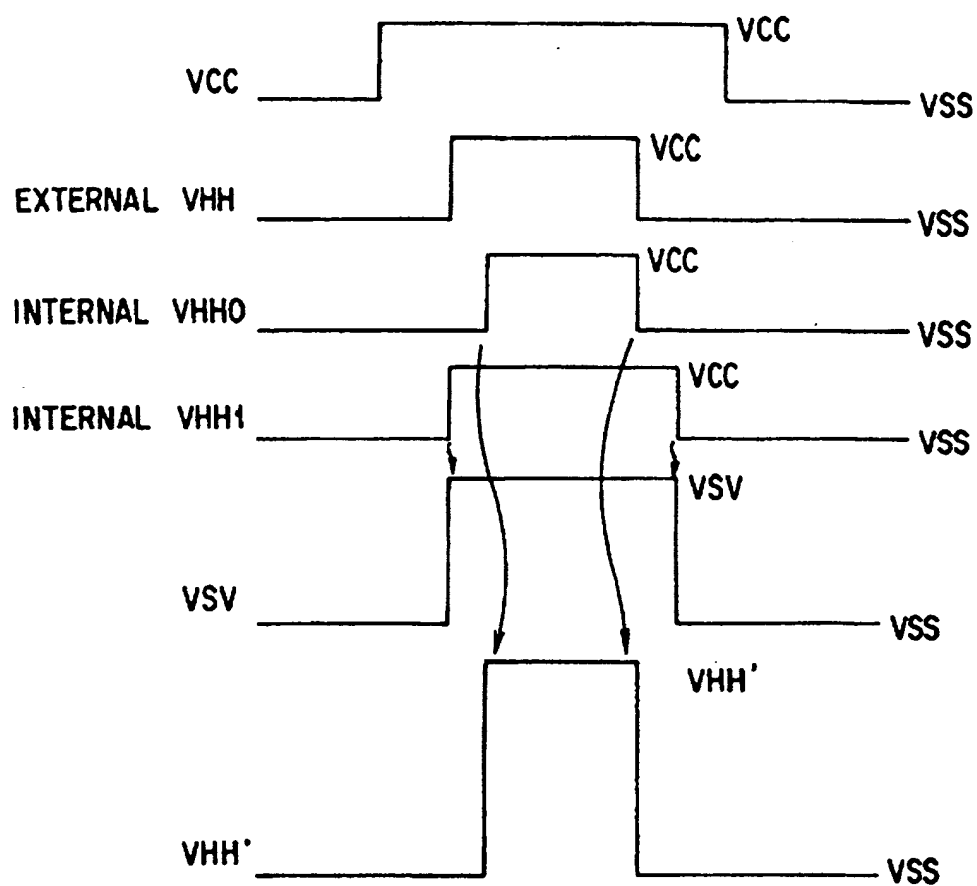 VCC
VCC
VSS
EXTERNAL VHH
VCC
VSS
INTERNAL VHH0
VCC
VSS
INTERNAL VHH1
VCC
VSS
VSV
VSV
VSS
VHH'
VHH'
VSS